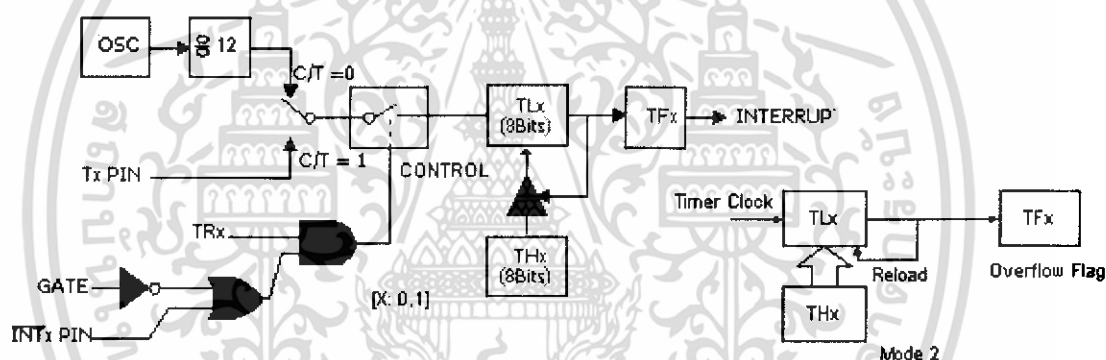 OSC
12
C/T =0
C/T = 1
Tx PIN
CONTROL
TRx
GATE
INTx PIN
[X: 0,1]
TLx
(8Bits)
THx
(8Bits)
TFx
INTERRUP
Timer Clock
TLx
TFx
Reload
Overflow Flag
THx
Mode 2